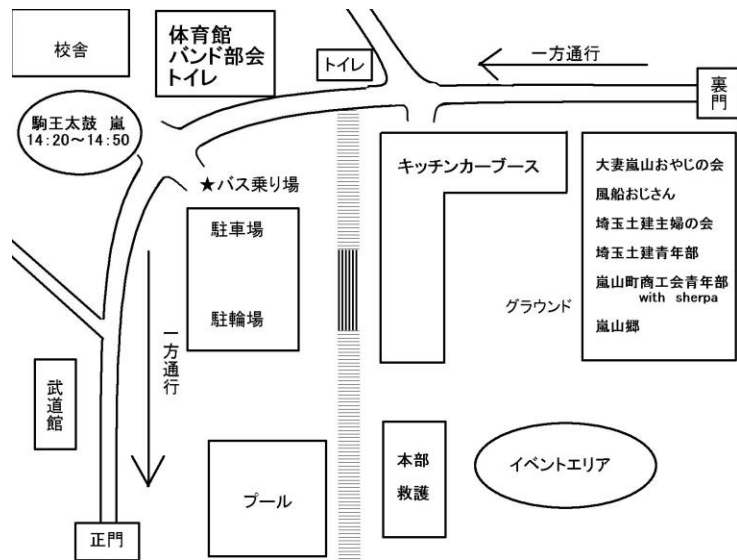 校舎
体育館
バンド部会
トイレ
トイレ
一方通行
裏門
駒王太鼓 嵐
14:20～14:50
★バス乗り場
キッチンカーブース
大妻嵐山おやじの会
風船おじさん
埼玉土建主婦の会
埼玉土建青年部
嵐山町商工会青年部
with sherpa
嵐山郷
駐車場
駐輪場
グラウンド
一方通行
武道館
プール
本部
救護
イベントエリア
正門